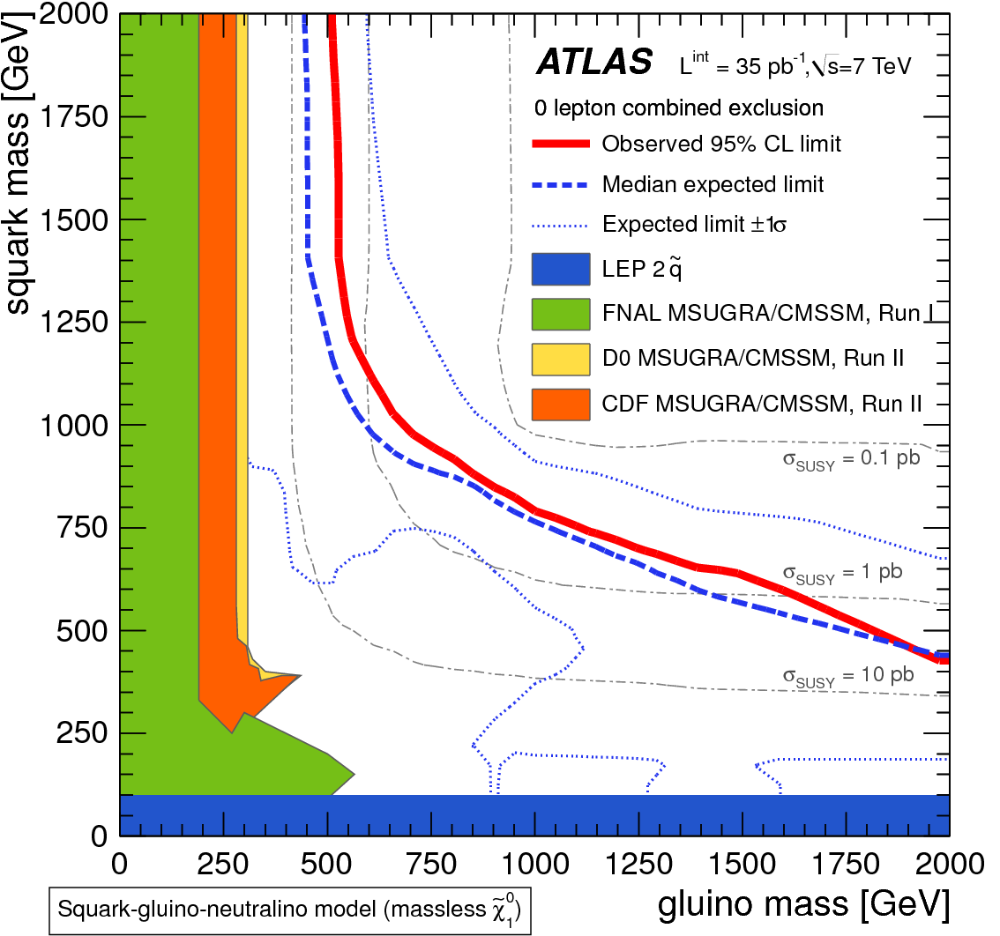 squark mass [GeV]
2000
1750
1500
1250
1000
750
500
250
0
ATLAS L^int = 35 pb^-1, √s=7 TeV
0 lepton combined exclusion
Observed 95% CL limit
Median expected limit
Expected limit ±1σ
LEP 2 q̃
FNAL MSUGRA/CMSSM, Run I
D0 MSUGRA/CMSSM, Run II
CDF MSUGRA/CMSSM, Run II
σ_SUSY = 0.1 pb
σ_SUSY = 1 pb
σ_SUSY = 10 pb
0 250 500 750 1000 1250 1500 1750 2000
gluino mass [GeV]
Squark-gluino-neutralino model (massless χ̃₁⁰)